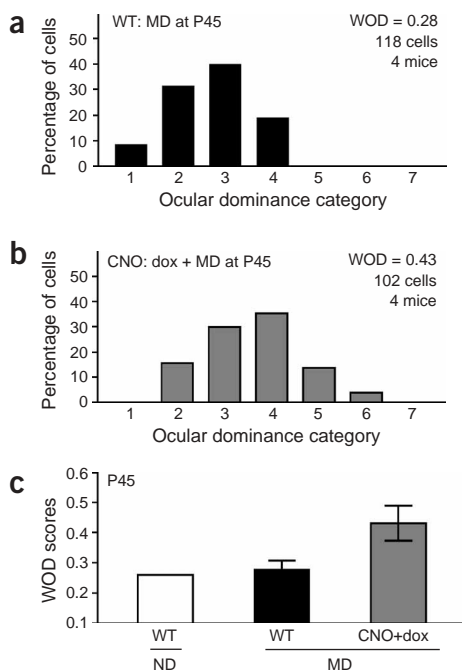 a
WT: MD at P45
WOD = 0.28
118 cells
4 mice
Percentage of cells
50
40
30
20
10
0
1 2 3 4 5 6 7
Ocular dominance category
b
CNO: dox + MD at P45
WOD = 0.43
102 cells
4 mice
Percentage of cells
50
40
30
20
10
0
1 2 3 4 5 6 7
Ocular dominance category
c
P45
WOD scores
0.6
0.5
0.4
0.3
0.2
0.1
WT WT CNO+dox
ND MD